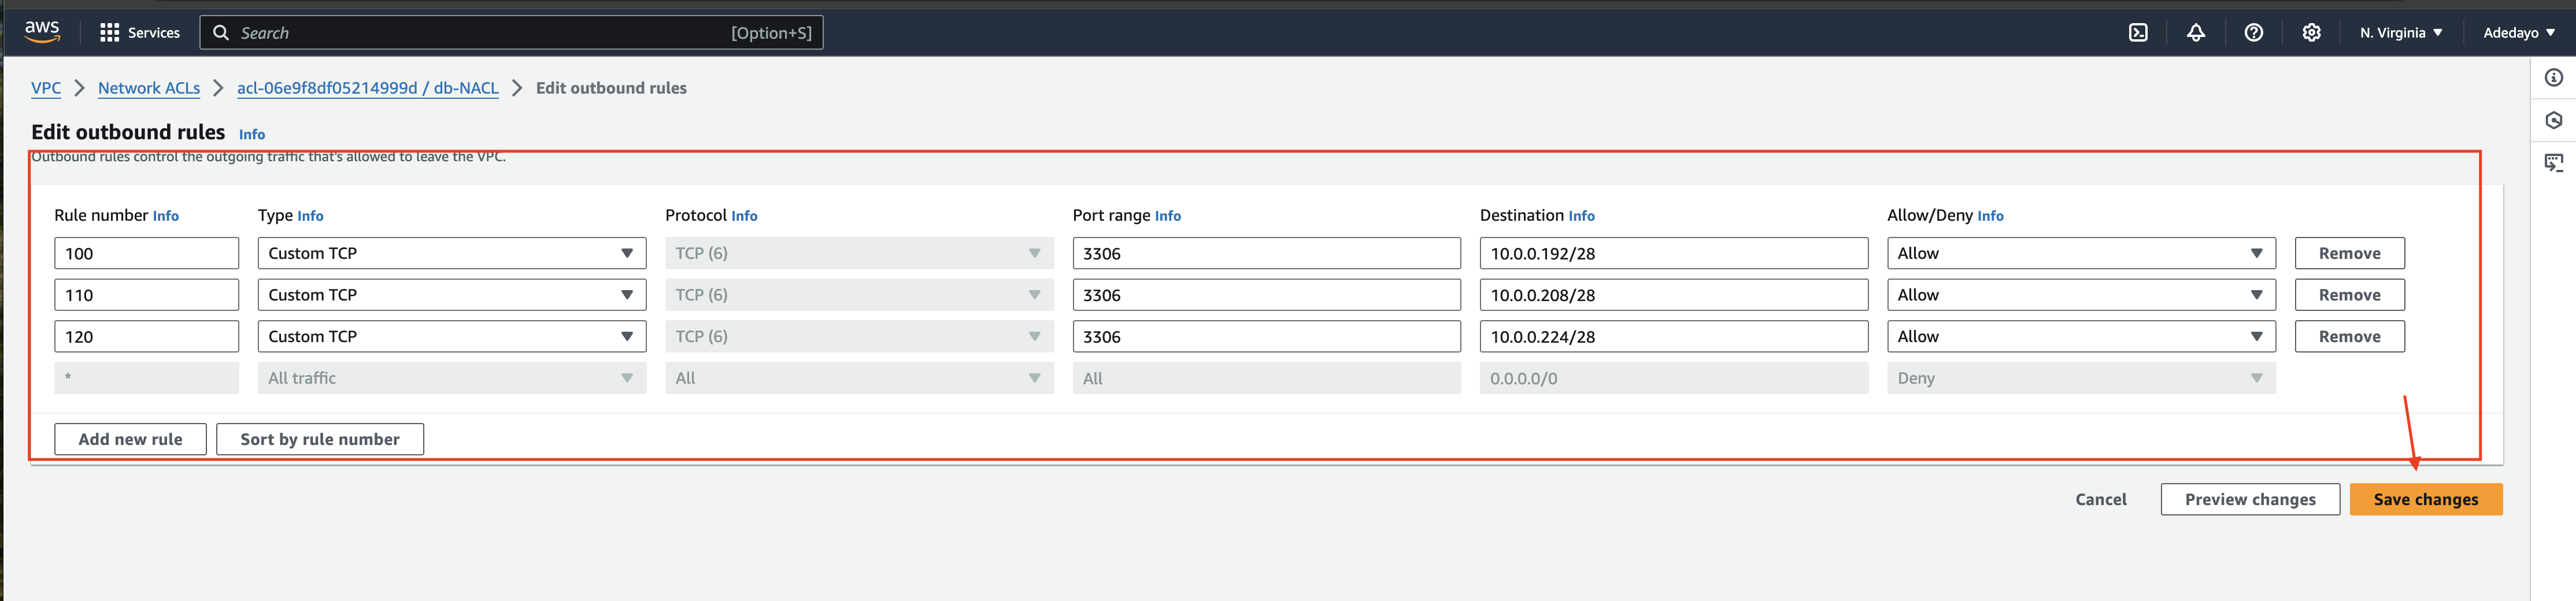 aws Services Search [Option+S] N. Virginia Adedayo
VPC Network ACLs acl-06e9f8df05214999d / db-NACL Edit outbound rules
Edit outbound rules Info
Outbound rules control the outgoing traffic that's allowed to leave the VPC.
Rule number Info Type Info Protocol Info Port range Info Destination Info Allow/Deny Info
100 Custom TCP TCP (6) 3306 10.0.0.192/28 Allow Remove
110 Custom TCP TCP (6) 3306 10.0.0.208/28 Allow Remove
120 Custom TCP TCP (6) 3306 10.0.0.224/28 Allow Remove
* All traffic All All 0.0.0.0/0 Deny
Add new rule Sort by rule number
Cancel Preview changes Save changes